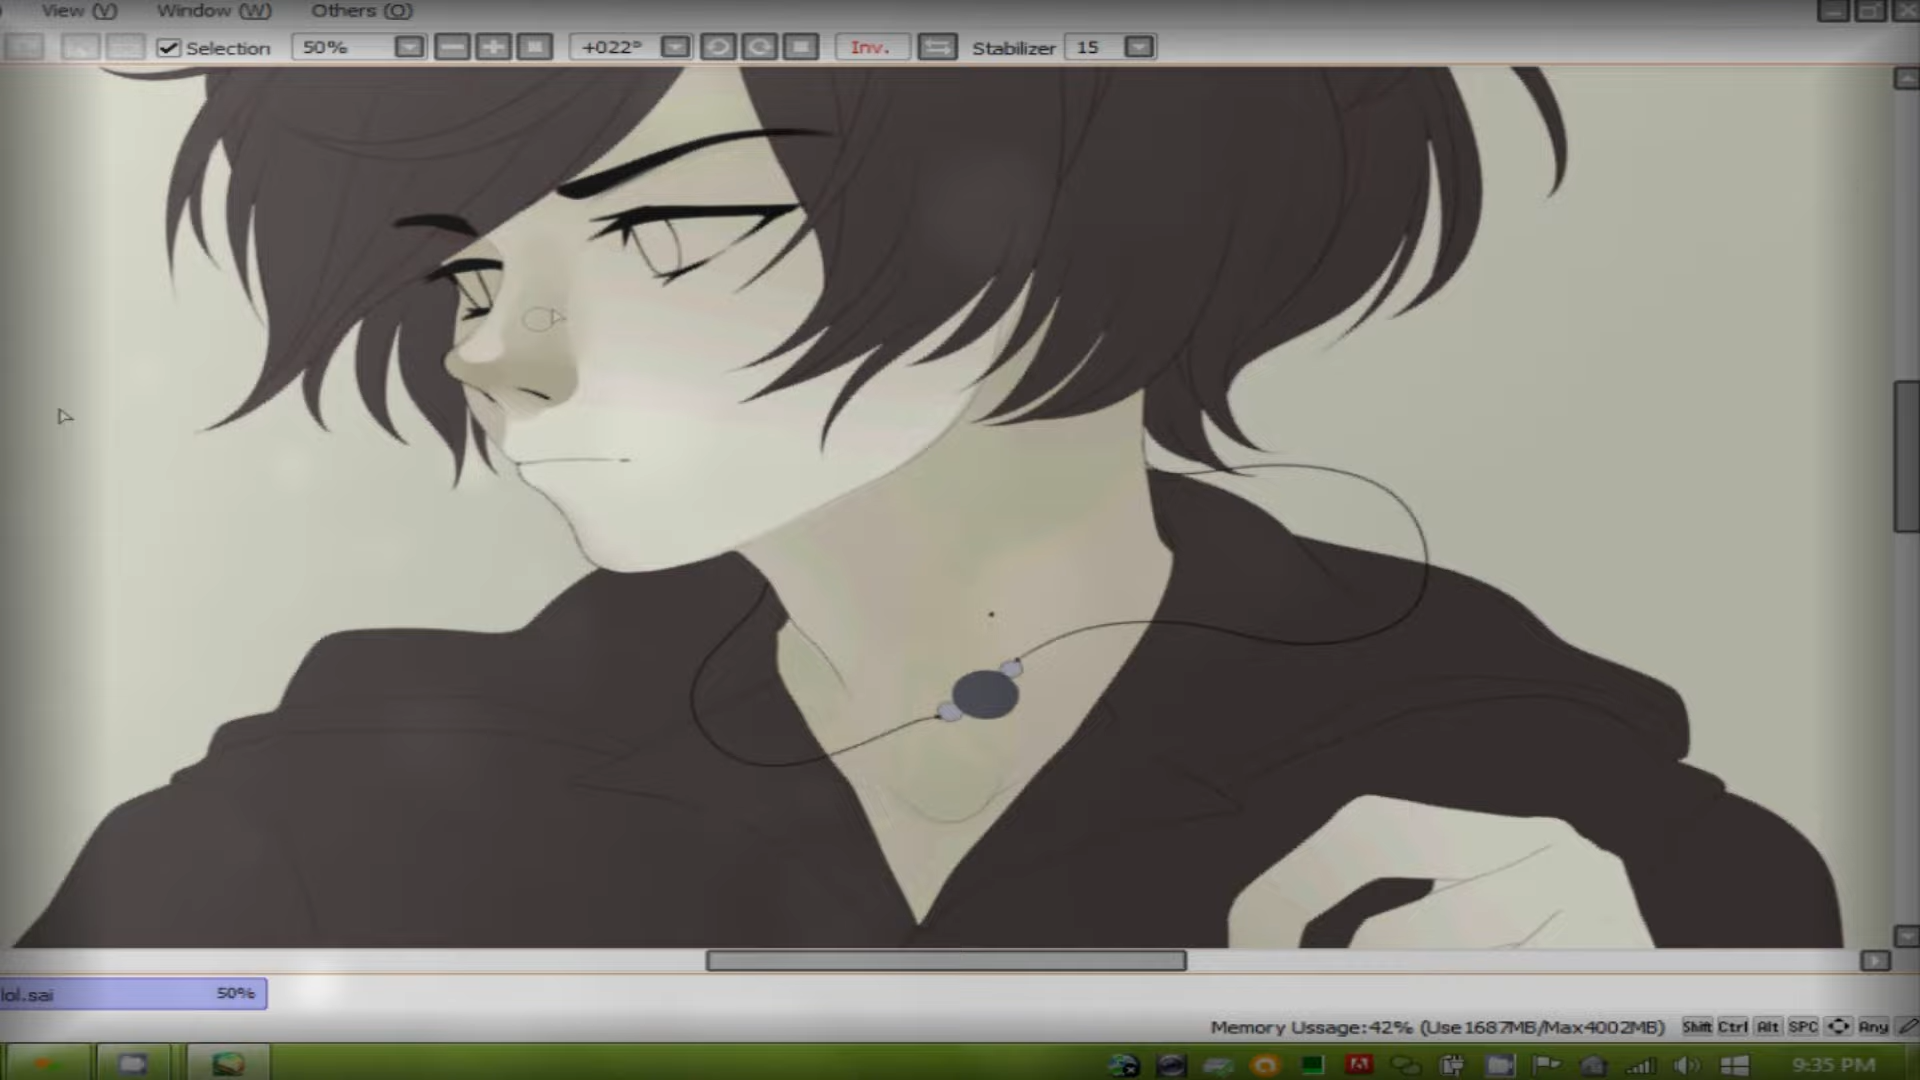 View (V) Window (W) Others (O)
Selection 50% +022° Inv. Stabilizer 15
lol.sai 50%
Memory Ussage:42% (Use1687MB/Max4002MB) Shift Ctrl Alt SPC Any
9:35 PM